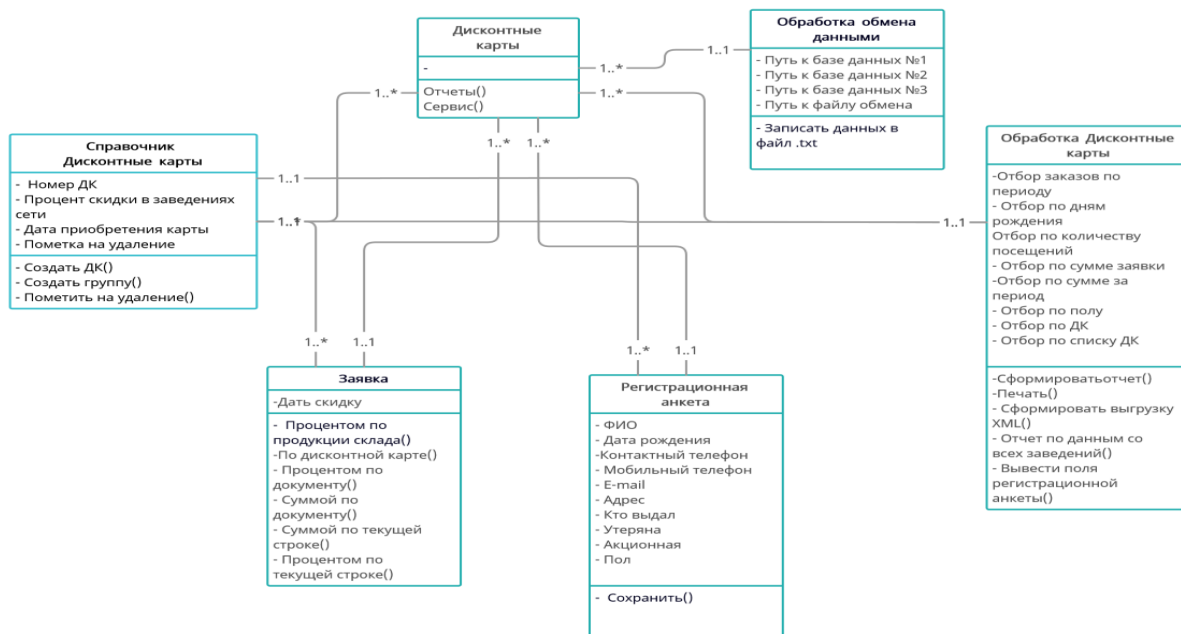 Дисконтные
карты
-
Отчеты()
Сервис()
Обработка обмена
данными
- Путь к базе данных №1
- Путь к базе данных №2
- Путь к базе данных №3
- Путь к файлу обмена
- Записать данных в
файл .txt
1..1
1..*
1..*
1..*
1..*
1..*
Справочник
Дисконтные карты
- Номер ДК
- Процент скидки в заведениях
сети
- Дата приобретения карты
- Пометка на удаление
- Создать ДК()
- Создать группу()
- Пометить на удаление()
1..1
1..1
1..1
Обработка Дисконтные
карты
-Отбор заказов по
периоду
- Отбор по дням
рождения
Отбор по количеству
посещений
- Отбор по сумме заявки
-Отбор по сумме за
период
- Отбор по полу
- Отбор по ДК
- Отбор по списку ДК
-Сформироватьотчет()
-Печать()
- Сформировать выгрузку
XML()
- Отчет по данным со
всех заведений()
- Вывести поля
регистрационной
анкеты()
1..*
1..1
1..*
1..1
Заявка
-Дать скидку
- Процентом по
продукции склада()
-По дисконтной карте()
- Процентом по
документу()
- Суммой по
документу()
- Суммой по текущей
строке()
- Процентом по
текущей строке()
Регистрационная
анкета
- ФИО
- Дата рождения
-Контактный телефон
- Мобильный телефон
- E-mail
- Адрес
- Кто выдал
- Утеряна
- Акционная
- Пол
- Сохранить()